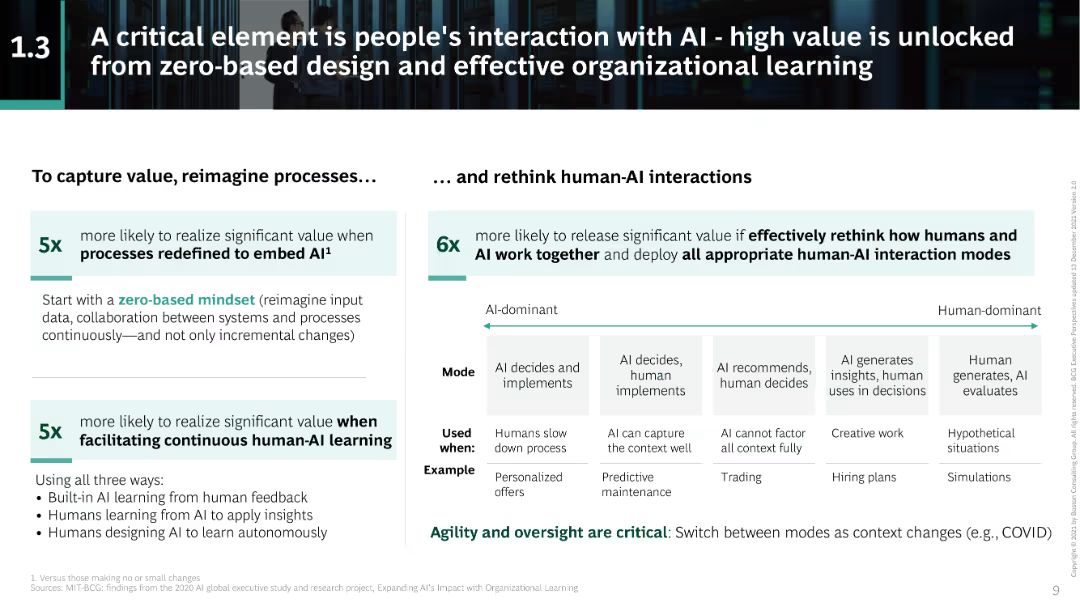 1.3
A critical element is people's interaction with AI - high value is unlocked
from zero-based design and effective organizational learning
To capture value, reimagine processes…
5x
more likely to realize significant value when
processes redefined to embed AI¹
Start with a zero-based mindset (reimagine input
data, collaboration between systems and processes
continuously—and not only incremental changes)
5x
more likely to realize significant value when
facilitating continuous human-AI learning
Using all three ways:
• Built-in AI learning from human feedback
• Humans learning from AI to apply insights
• Humans designing AI to learn autonomously
… and rethink human-AI interactions
6x
more likely to release significant value if effectively rethink how humans and
AI work together and deploy all appropriate human-AI interaction modes
AI-dominant
Human-dominant
Mode
AI decides and
implements
AI decides,
human
implements
AI recommends,
human decides
AI generates
insights, human
uses in decisions
Human
generates, AI
evaluates
Used
when:
Humans slow
down process
AI can capture
the context well
AI cannot factor
all context fully
Creative work
Hypothetical
situations
Example
Personalized
offers
Predictive
maintenance
Trading
Hiring plans
Simulations
Agility and oversight are critical: Switch between modes as context changes (e.g., COVID)
1. Versus those making no or small changes
Sources: MIT-BCG: findings from the 2020 AI global executive study and research project, Expanding AI's Impact with Organizational Learning
9
Copyright © 2021 by Boston Consulting Group. All rights reserved. BCG Executive Perspectives updated 13 December 2021 Version 2.0